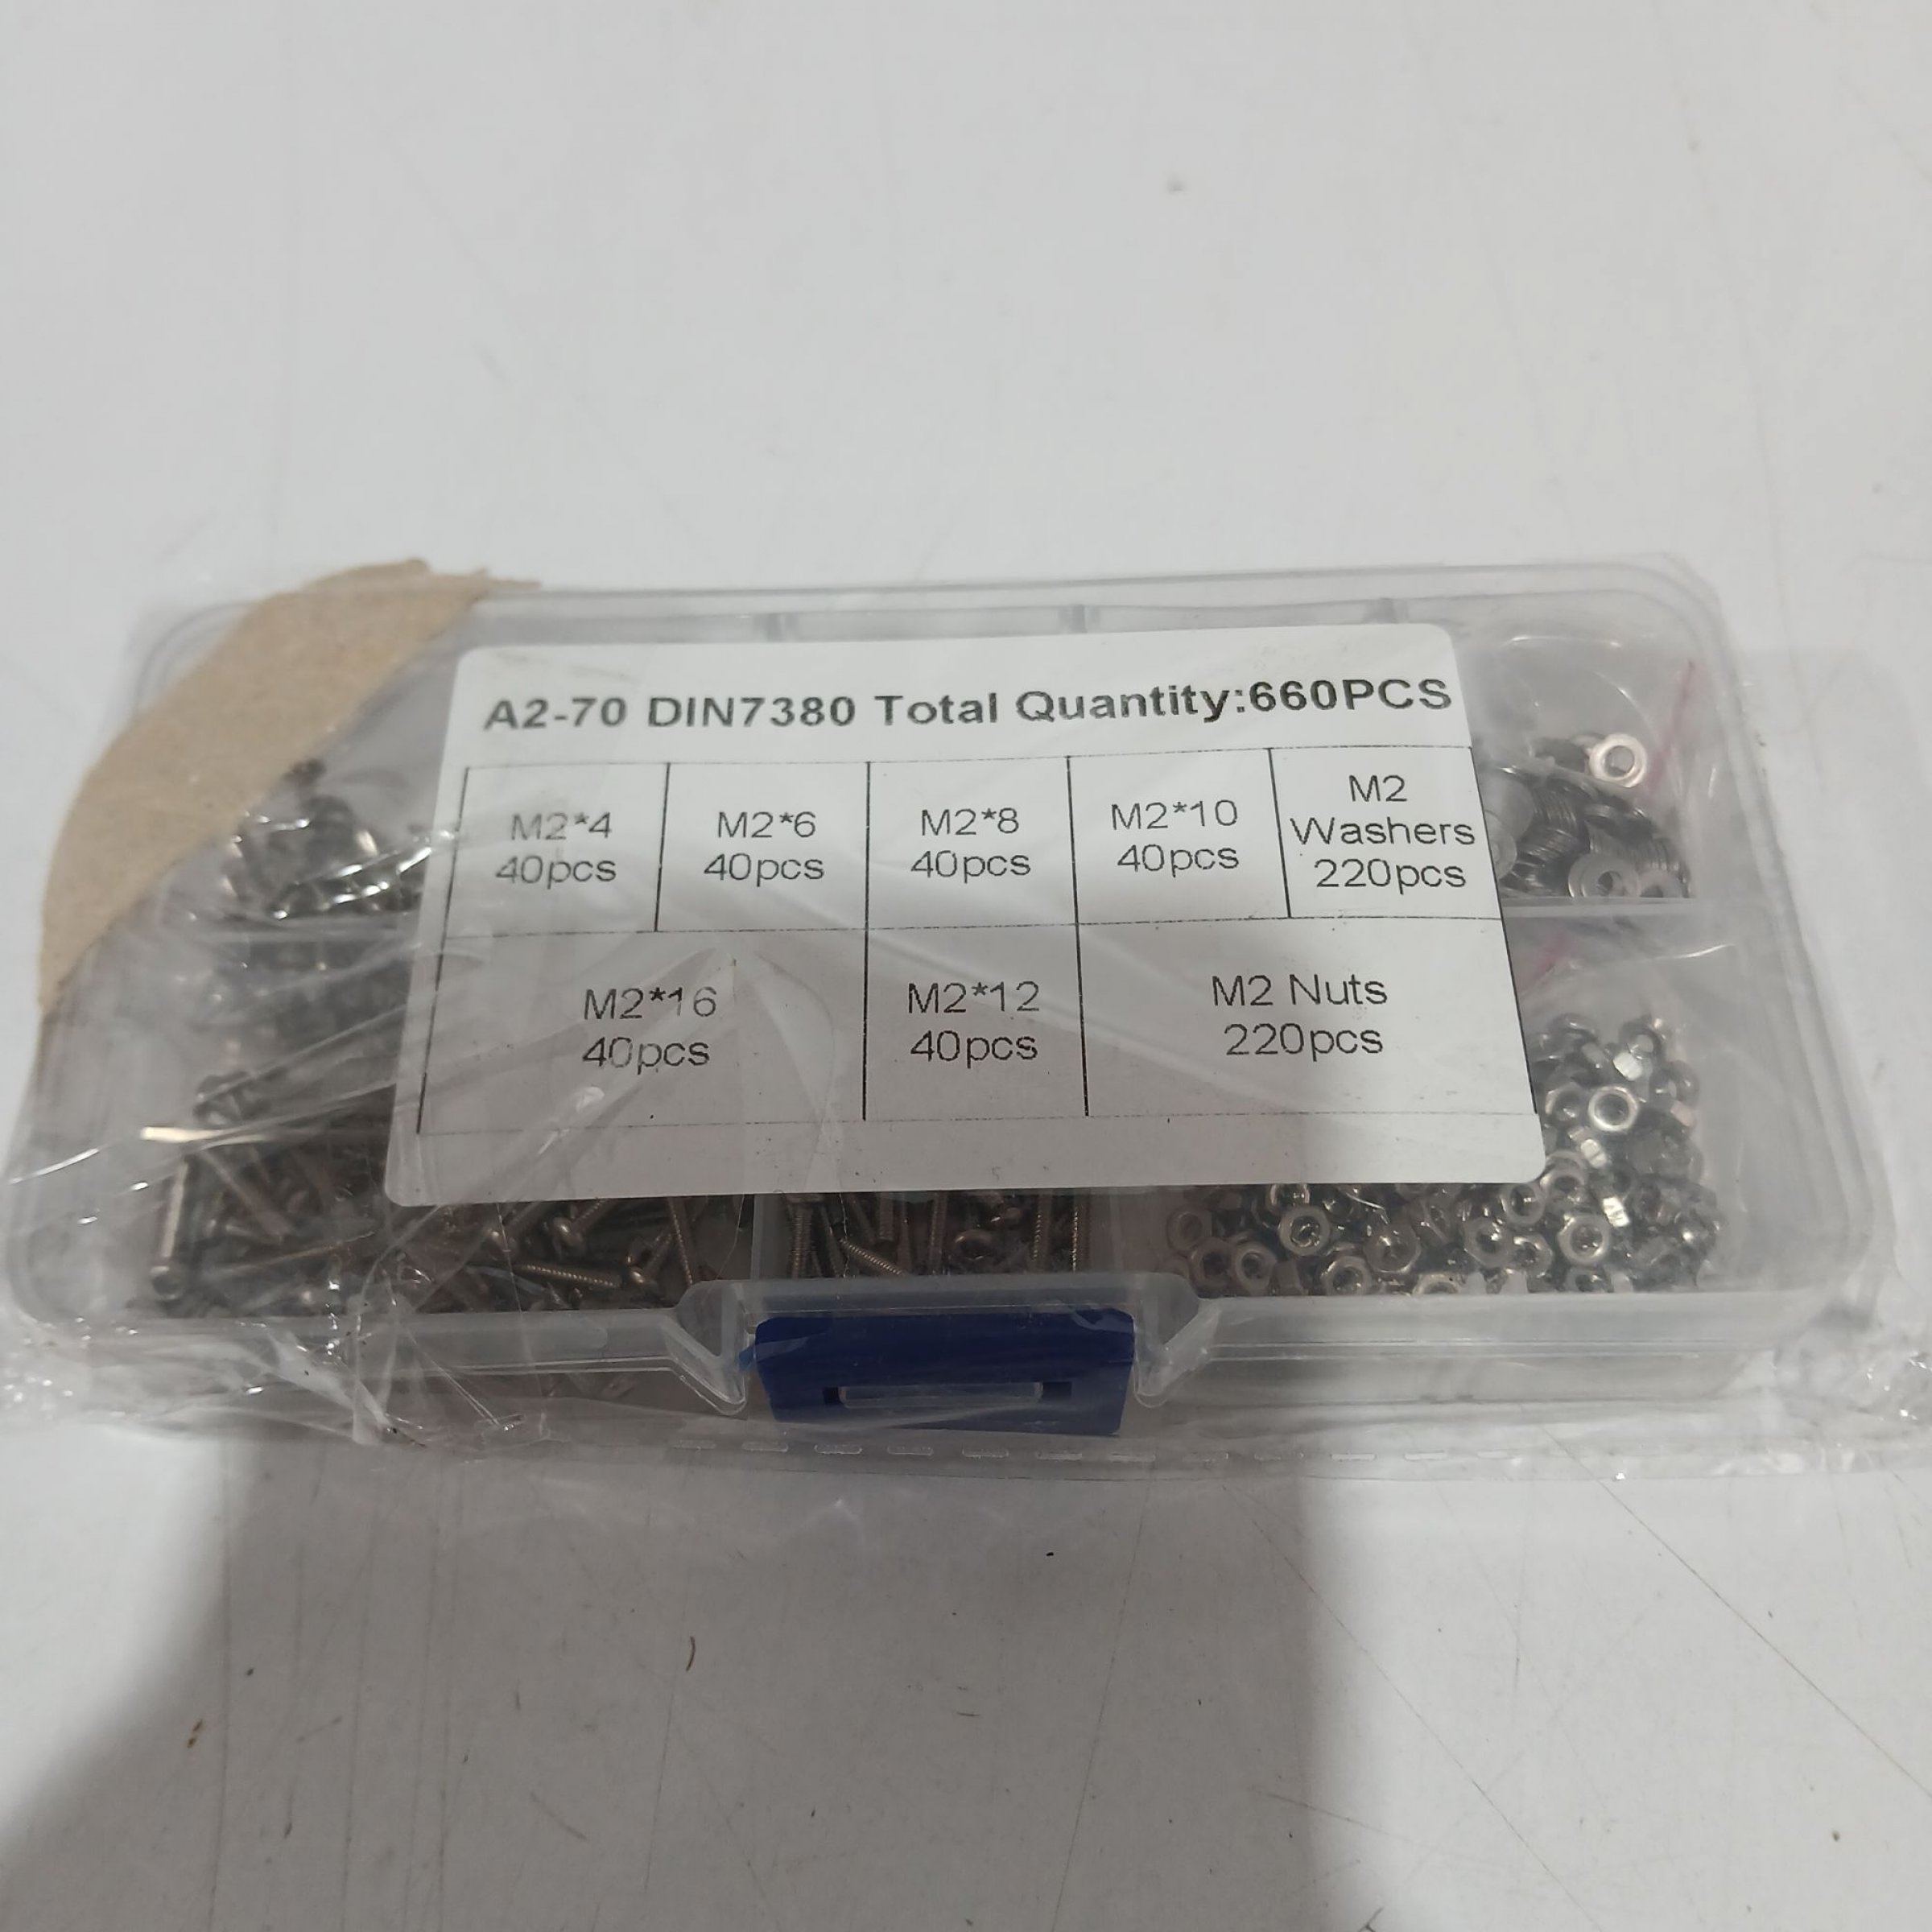 A2-70 DIN7380 Total Quantity:660PCS
M2*4
40pcs
M2*6
40pcs
M2*8
40pcs
M2*10
40pcs
M2
Washers
220pcs
M2*16
40pcs
M2*12
40pcs
M2 Nuts
220pcs